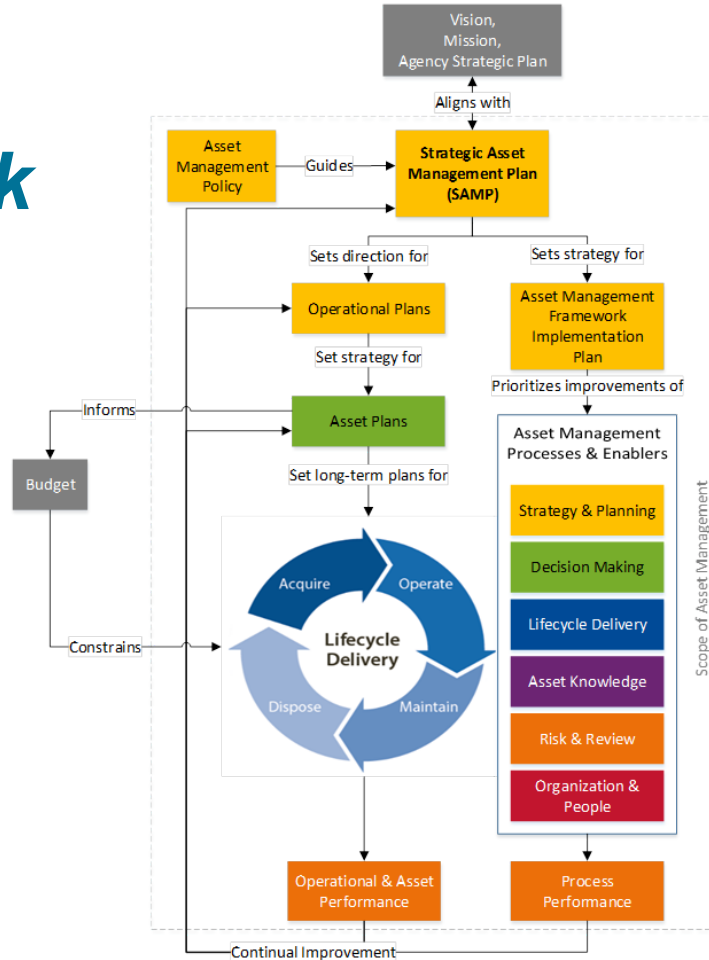 Vision,
Mission,
Agency Strategic Plan
Aligns with
k
Asset
Management
Policy
Guides
Strategic Asset
Management Plan
(SAMP)
Sets direction for
Sets strategy for
Operational Plans
Asset Management
Framework
Implementation
Plan
Set strategy for
Prioritizes improvements of
Informs
Asset Plans
Asset Management
Processes & Enablers
Budget
Set long-term plans for
Strategy & Planning
Decision Making
Lifecycle Delivery
Asset Knowledge
Risk & Review
Organization &
People
Scope of Asset Management
Acquire
Operate
Lifecycle
Delivery
Constrains
Dispose
Maintain
Operational & Asset
Performance
Process
Performance
Continual Improvement